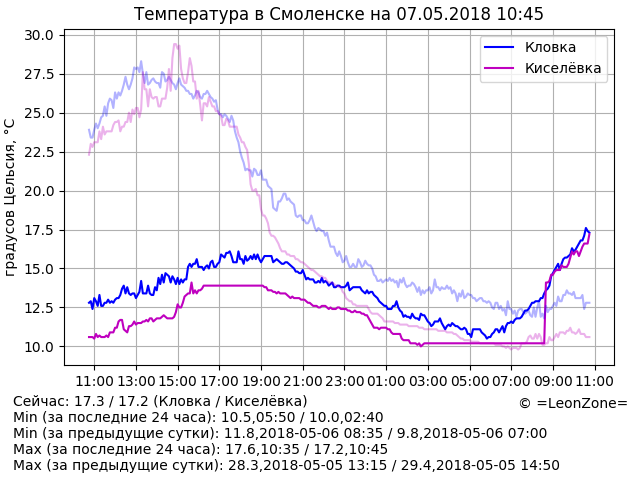 Температура в Смоленске на 07.05.2018 10:45
Кловка
Киселёвка
градусов Цельсия, °C
30.0
27.5
25.0
22.5
20.0
17.5
15.0
12.5
10.0
11:00 13:00 15:00 17:00 19:00 21:00 23:00 01:00 03:00 05:00 07:00 09:00 11:00
Сейчас: 17.3 / 17.2 (Кловка / Киселёвка)
© =LeonZone=
Min (за последние 24 часа): 10.5,05:50 / 10.0,02:40
Min (за предыдущие сутки): 11.8,2018-05-06 08:35 / 9.8,2018-05-06 07:00
Max (за последние 24 часа): 17.6,10:35 / 17.2,10:45
Max (за предыдущие сутки): 28.3,2018-05-05 13:15 / 29.4,2018-05-05 14:50